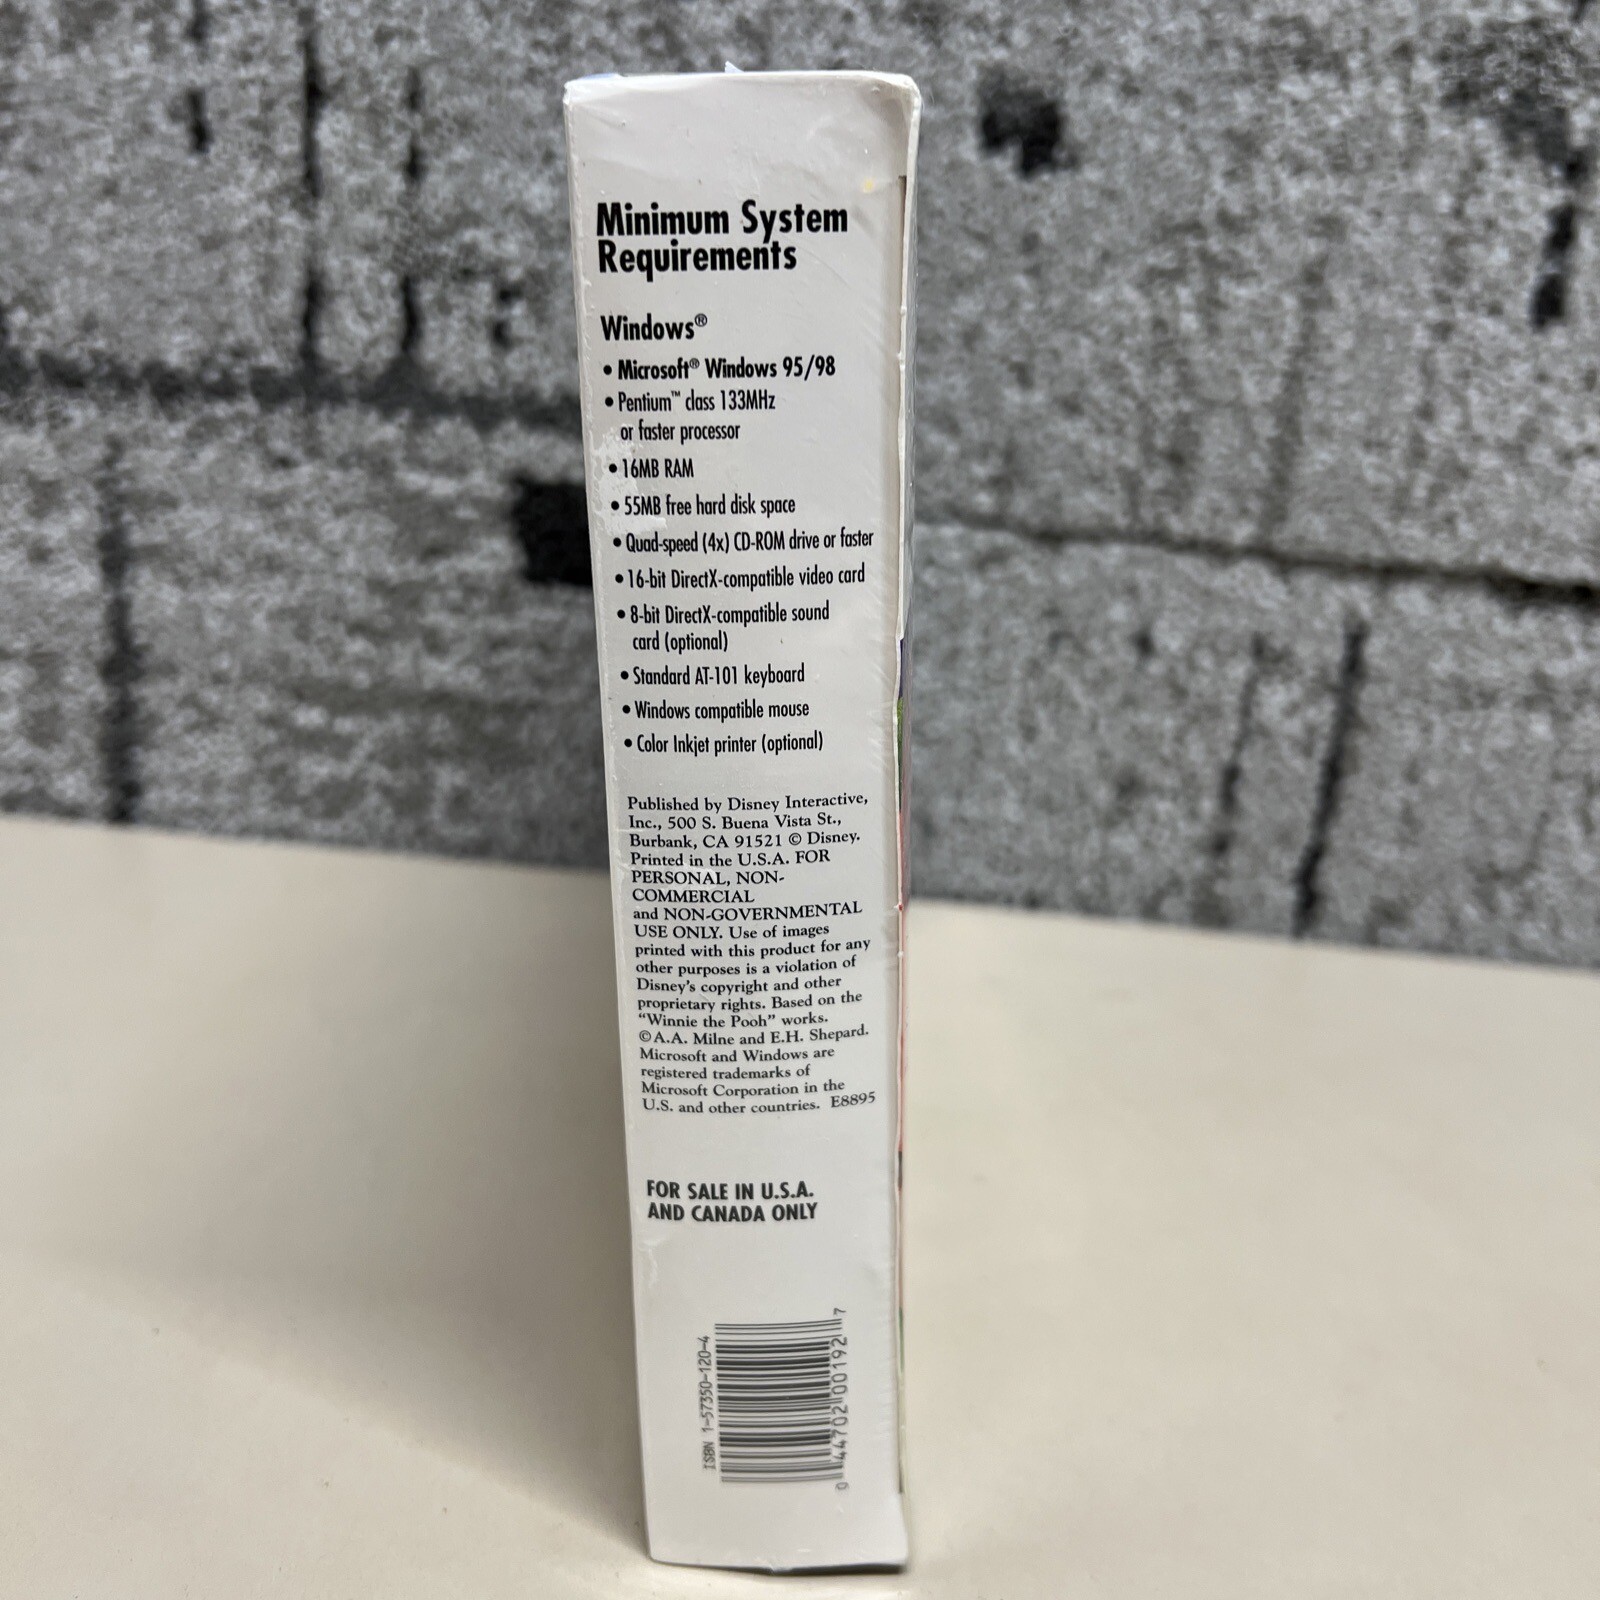 Minimum System
Requirements
Windows®
• Microsoft® Windows 95/98
• Pentium™ class 133MHz
or faster processor
• 16MB RAM
• 55MB free hard disk space
• Quad-speed (4x) CD-ROM drive or faster
• 16-bit DirectX-compatible video card
• 8-bit DirectX-compatible sound
card (optional)
• Standard AT-101 keyboard
• Windows compatible mouse
• Color Inkjet printer (optional)
Published by Disney Interactive,
Inc., 500 S. Buena Vista St.,
Burbank, CA 91521 © Disney.
Printed in the U.S.A. FOR
PERSONAL, NON-
COMMERCIAL
and NON-GOVERNMENTAL
USE ONLY. Use of images
printed with this product for any
other purposes is a violation of
Disney's copyright and other
proprietary rights. Based on the
"Winnie the Pooh" works.
© A.A. Milne and E.H. Shepard.
Microsoft and Windows are
registered trademarks of
Microsoft Corporation in the
U.S. and other countries. E8895
FOR SALE IN U.S.A.
AND CANADA ONLY
ISBN 1-57350-120-4
0 44702 00192 7